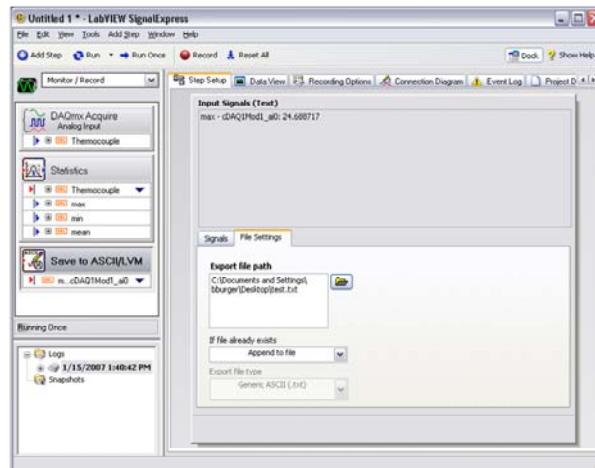 Untitled 1 * - LabVIEW SignalExpress
File Edit View Tools Add Step Window Help
Add Step Run Run Once Record Reset All Dock Show Help
Monitor / Record
Step Setup Data View Recording Options Connection Diagram Event Log Project D
DAQmx Acquire
Analog Input
Thermocouple
Statistics
Thermocouple
max
min
mean
Save to ASCII/LVM
m...cDAQ1Mod1_ai0
Running Once
Logs
1/15/2007 1:40:42 PM
Snapshots
Input Signals (Text)
max - cDAQ1Mod1_ai0: 24.688717
Signals File Settings
Export file path
C:\Documents and Settings\
bburger\Desktop\test.txt
If file already exists
Append to file
Export file type
Generic ASCII (.txt)